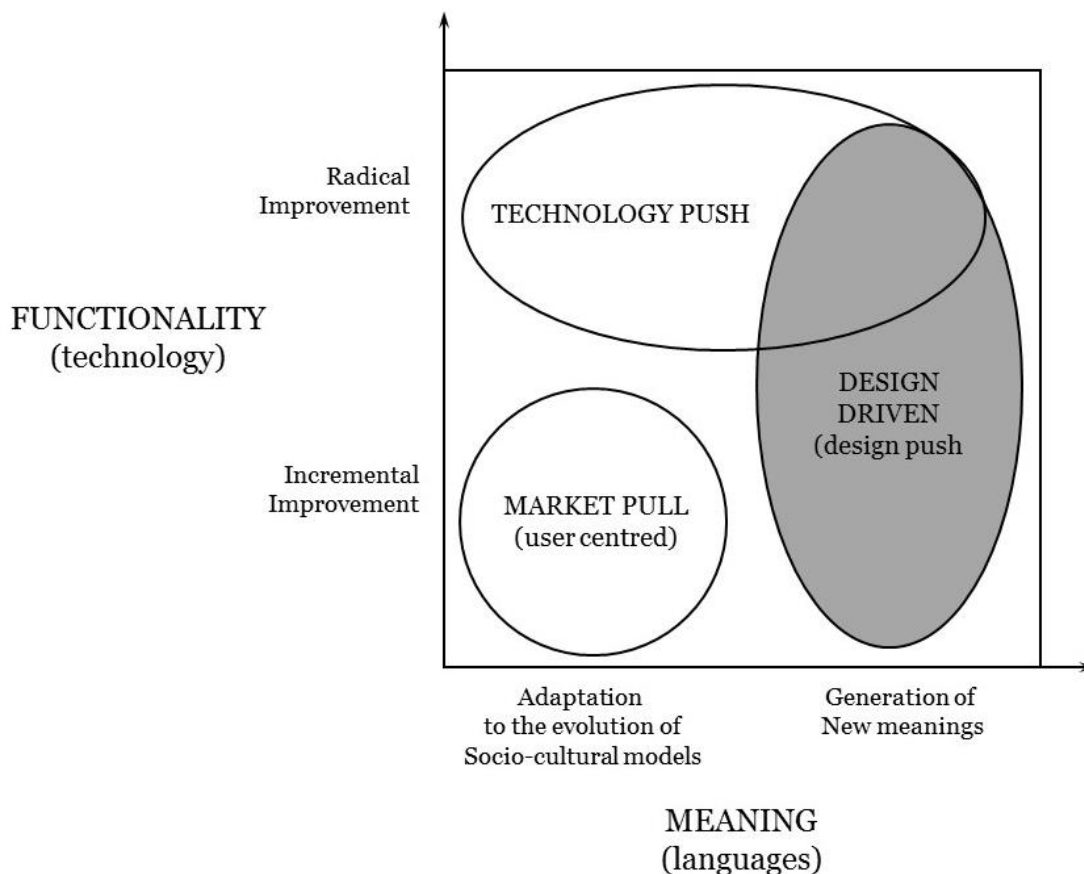 Radical
Improvement
TECHNOLOGY PUSH
FUNCTIONALITY
(technology)
DESIGN
DRIVEN
(design push
Incremental
Improvement
MARKET PULL
(user centred)
Adaptation
to the evolution of
Socio-cultural models
Generation of
New meanings
MEANING
(languages)